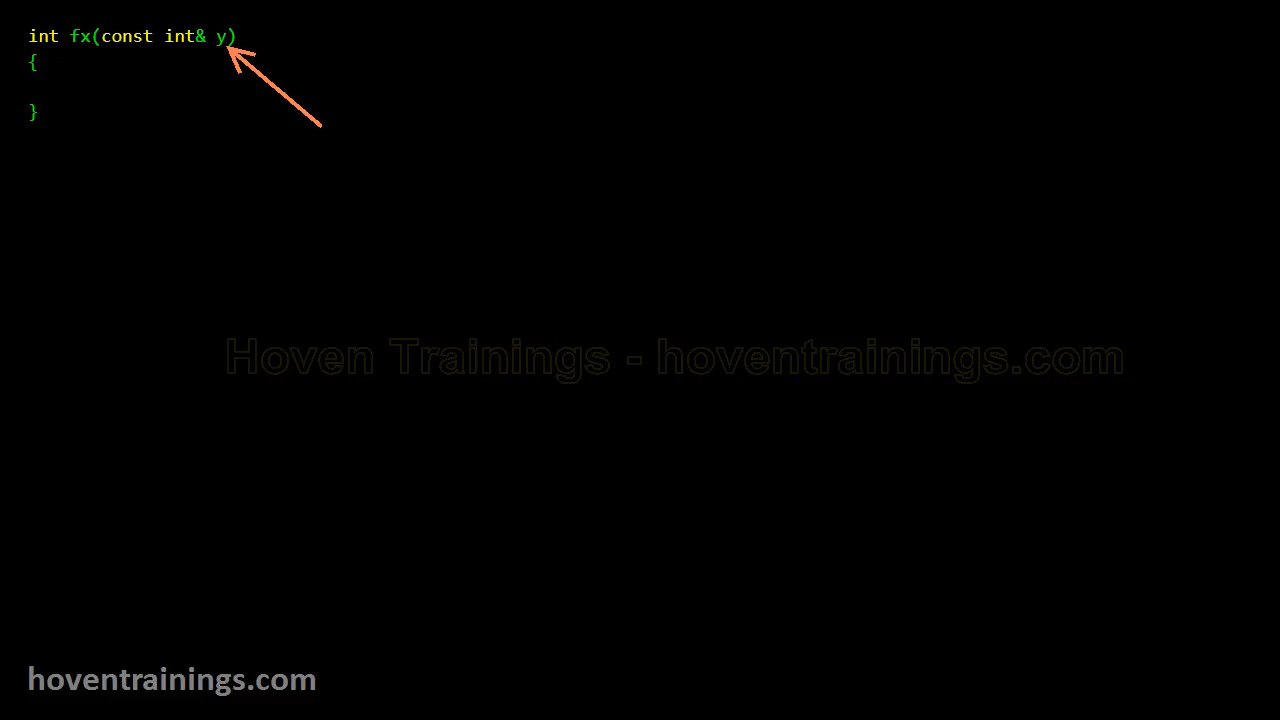 int fx(const int& y)
{
}
Hoven Trainings - hoventrainings.com
hoventrainings.com